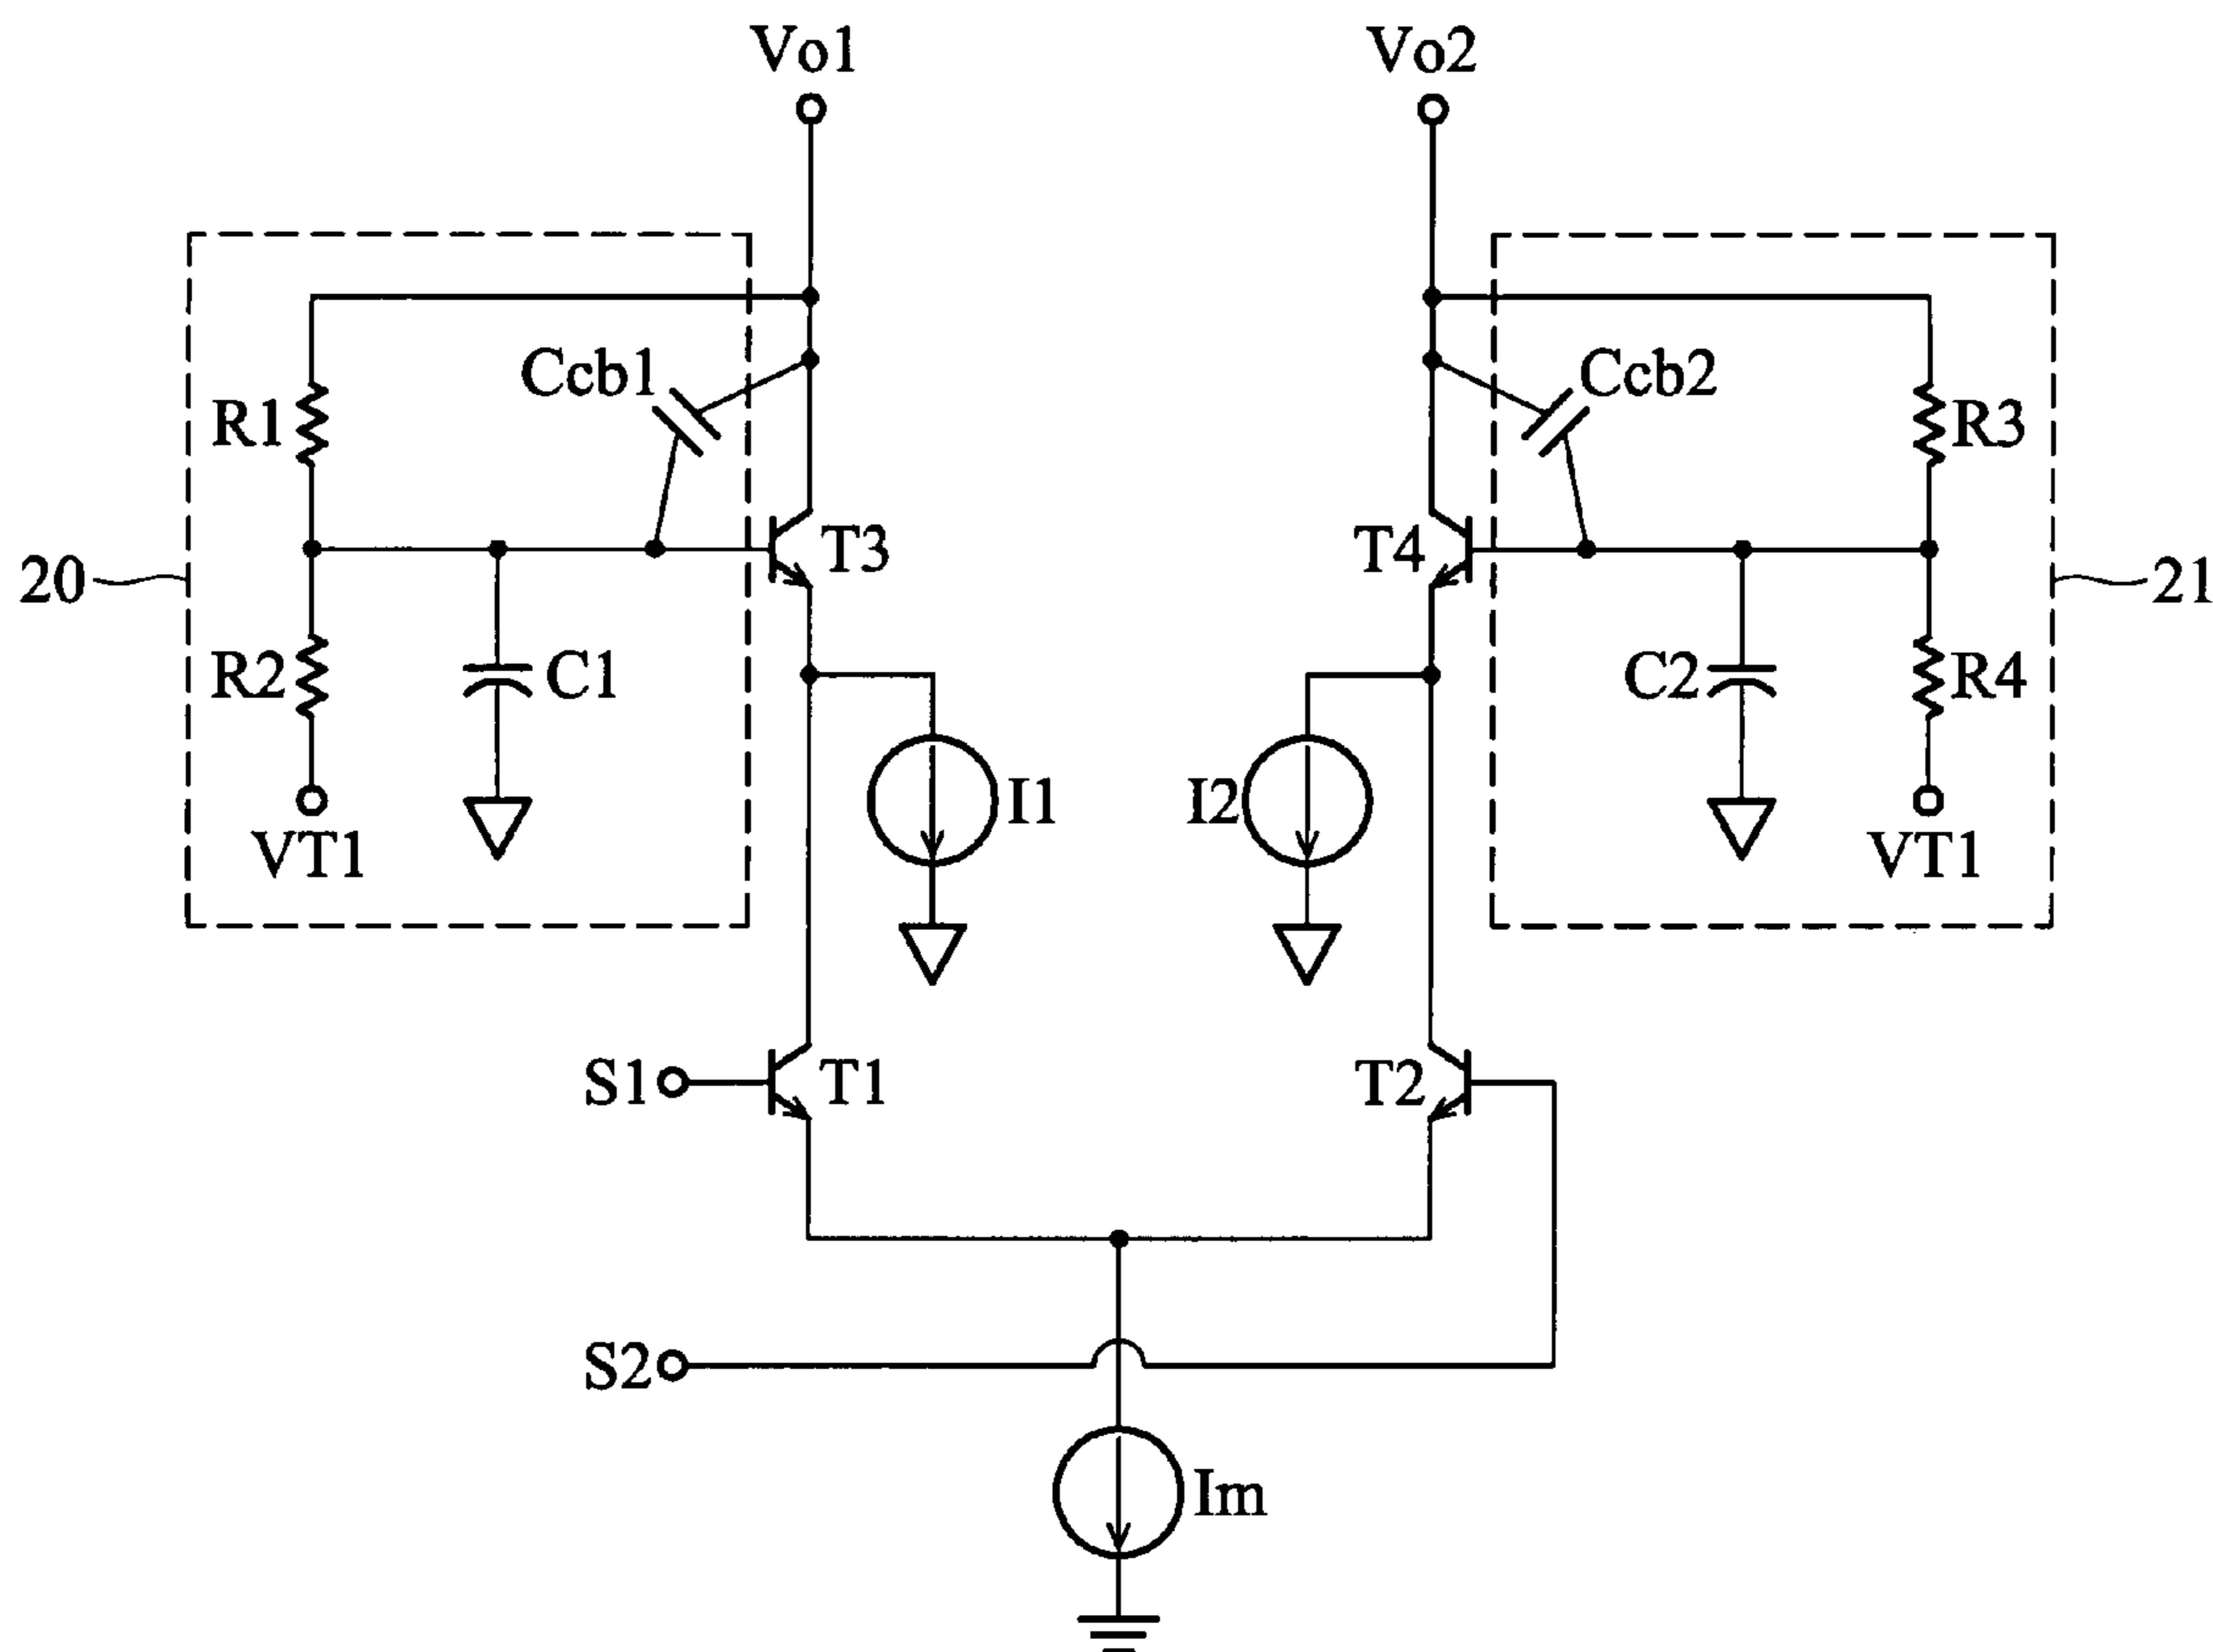 Vo1
Vo2
Ccb1
Ccb2
R1
R3
T3
T4
20
21
R2
C1
C2
R4
I1
I2
VT1
VT1
S1
T1
T2
S2
Im